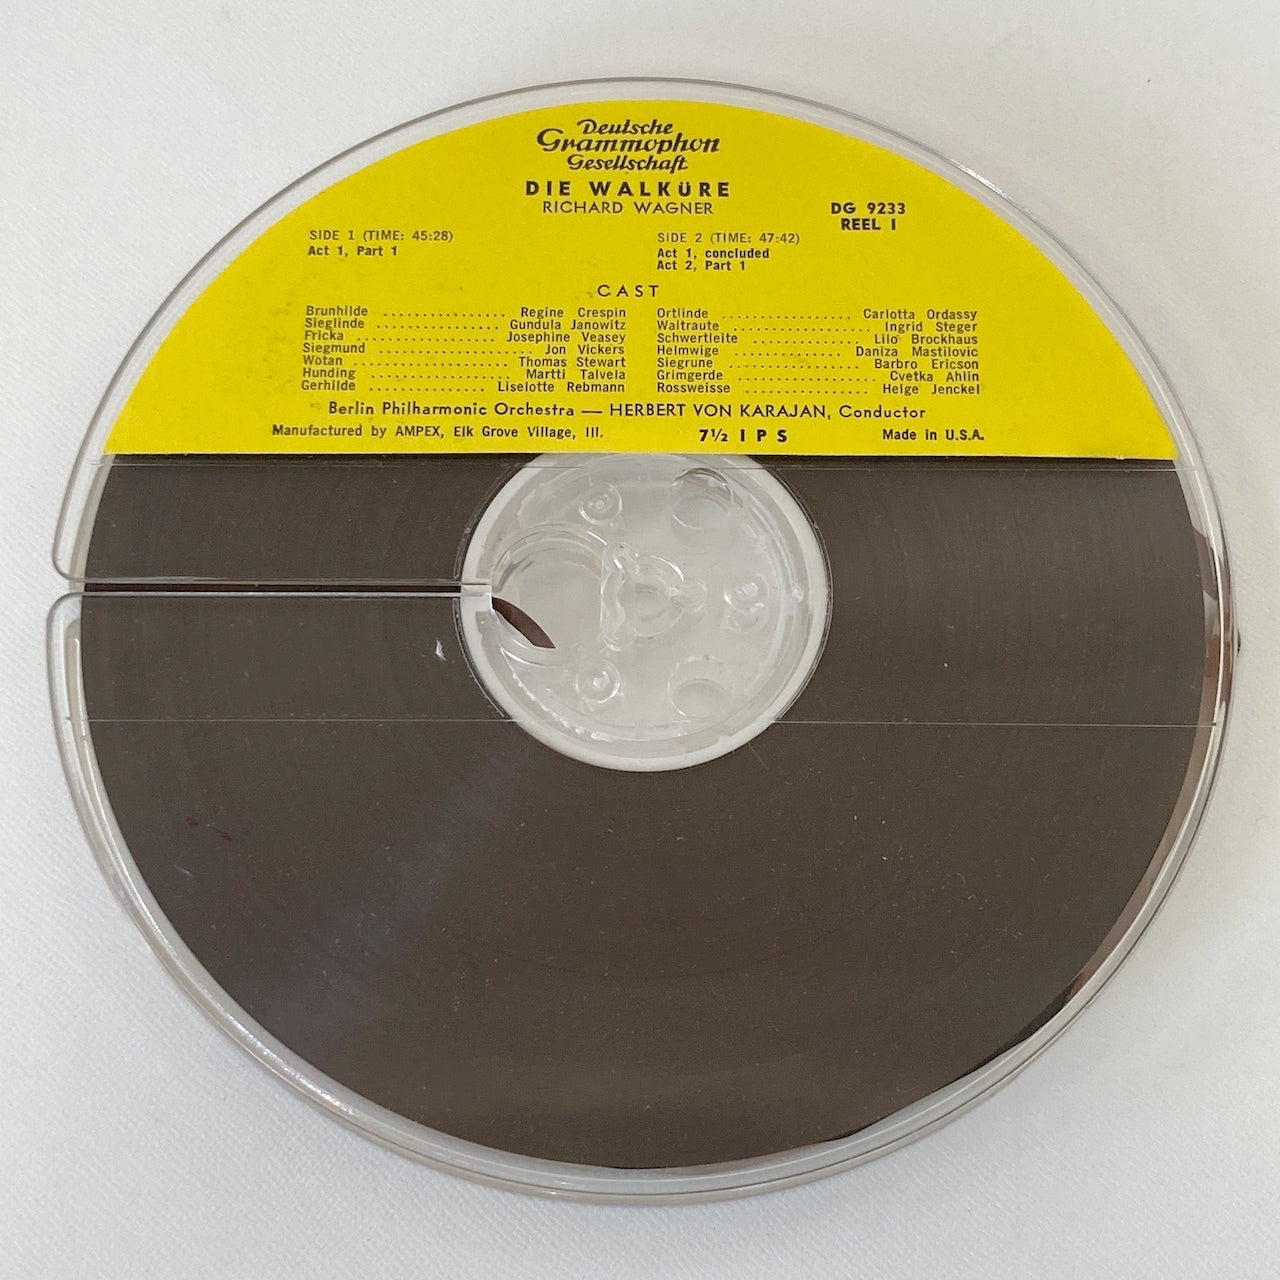 Deutsche
Grammophon
Gesellschaft
DIE WALKÜRE
RICHARD WAGNER
DG 9233
REEL 1
SIDE 1 (TIME: 45:28)
Act 1, Part 1
SIDE 2 (TIME: 47:42)
Act 1, concluded
Act 2, Part 1
CAST
Brunhilde .................. Regine Crespin
Sieglinde .................. Gundula Janowitz
Fricka .................. Josephine Veasey
Siegmund .................. Jon Vickers
Wotan .................. Thomas Stewart
Hunding .................. Martti Talvela
Gerhilde .................. Liselotte Rebmann
Ortlinde .................. Carlotta Ordassy
Waltraute .................. Ingrid Steger
Schwertleite .................. Lilo Brockhaus
Helmwige .................. Daniza Mastilovic
Siegrune .................. Barbro Ericson
Grimgerde .................. Cvetka Ahlin
Rossweisse .................. Helge Jenckel
Berlin Philharmonic Orchestra — HERBERT VON KARAJAN, Conductor
Manufactured by AMPEX, Elk Grove Village, Ill. 7½ I P S Made in U.S.A.